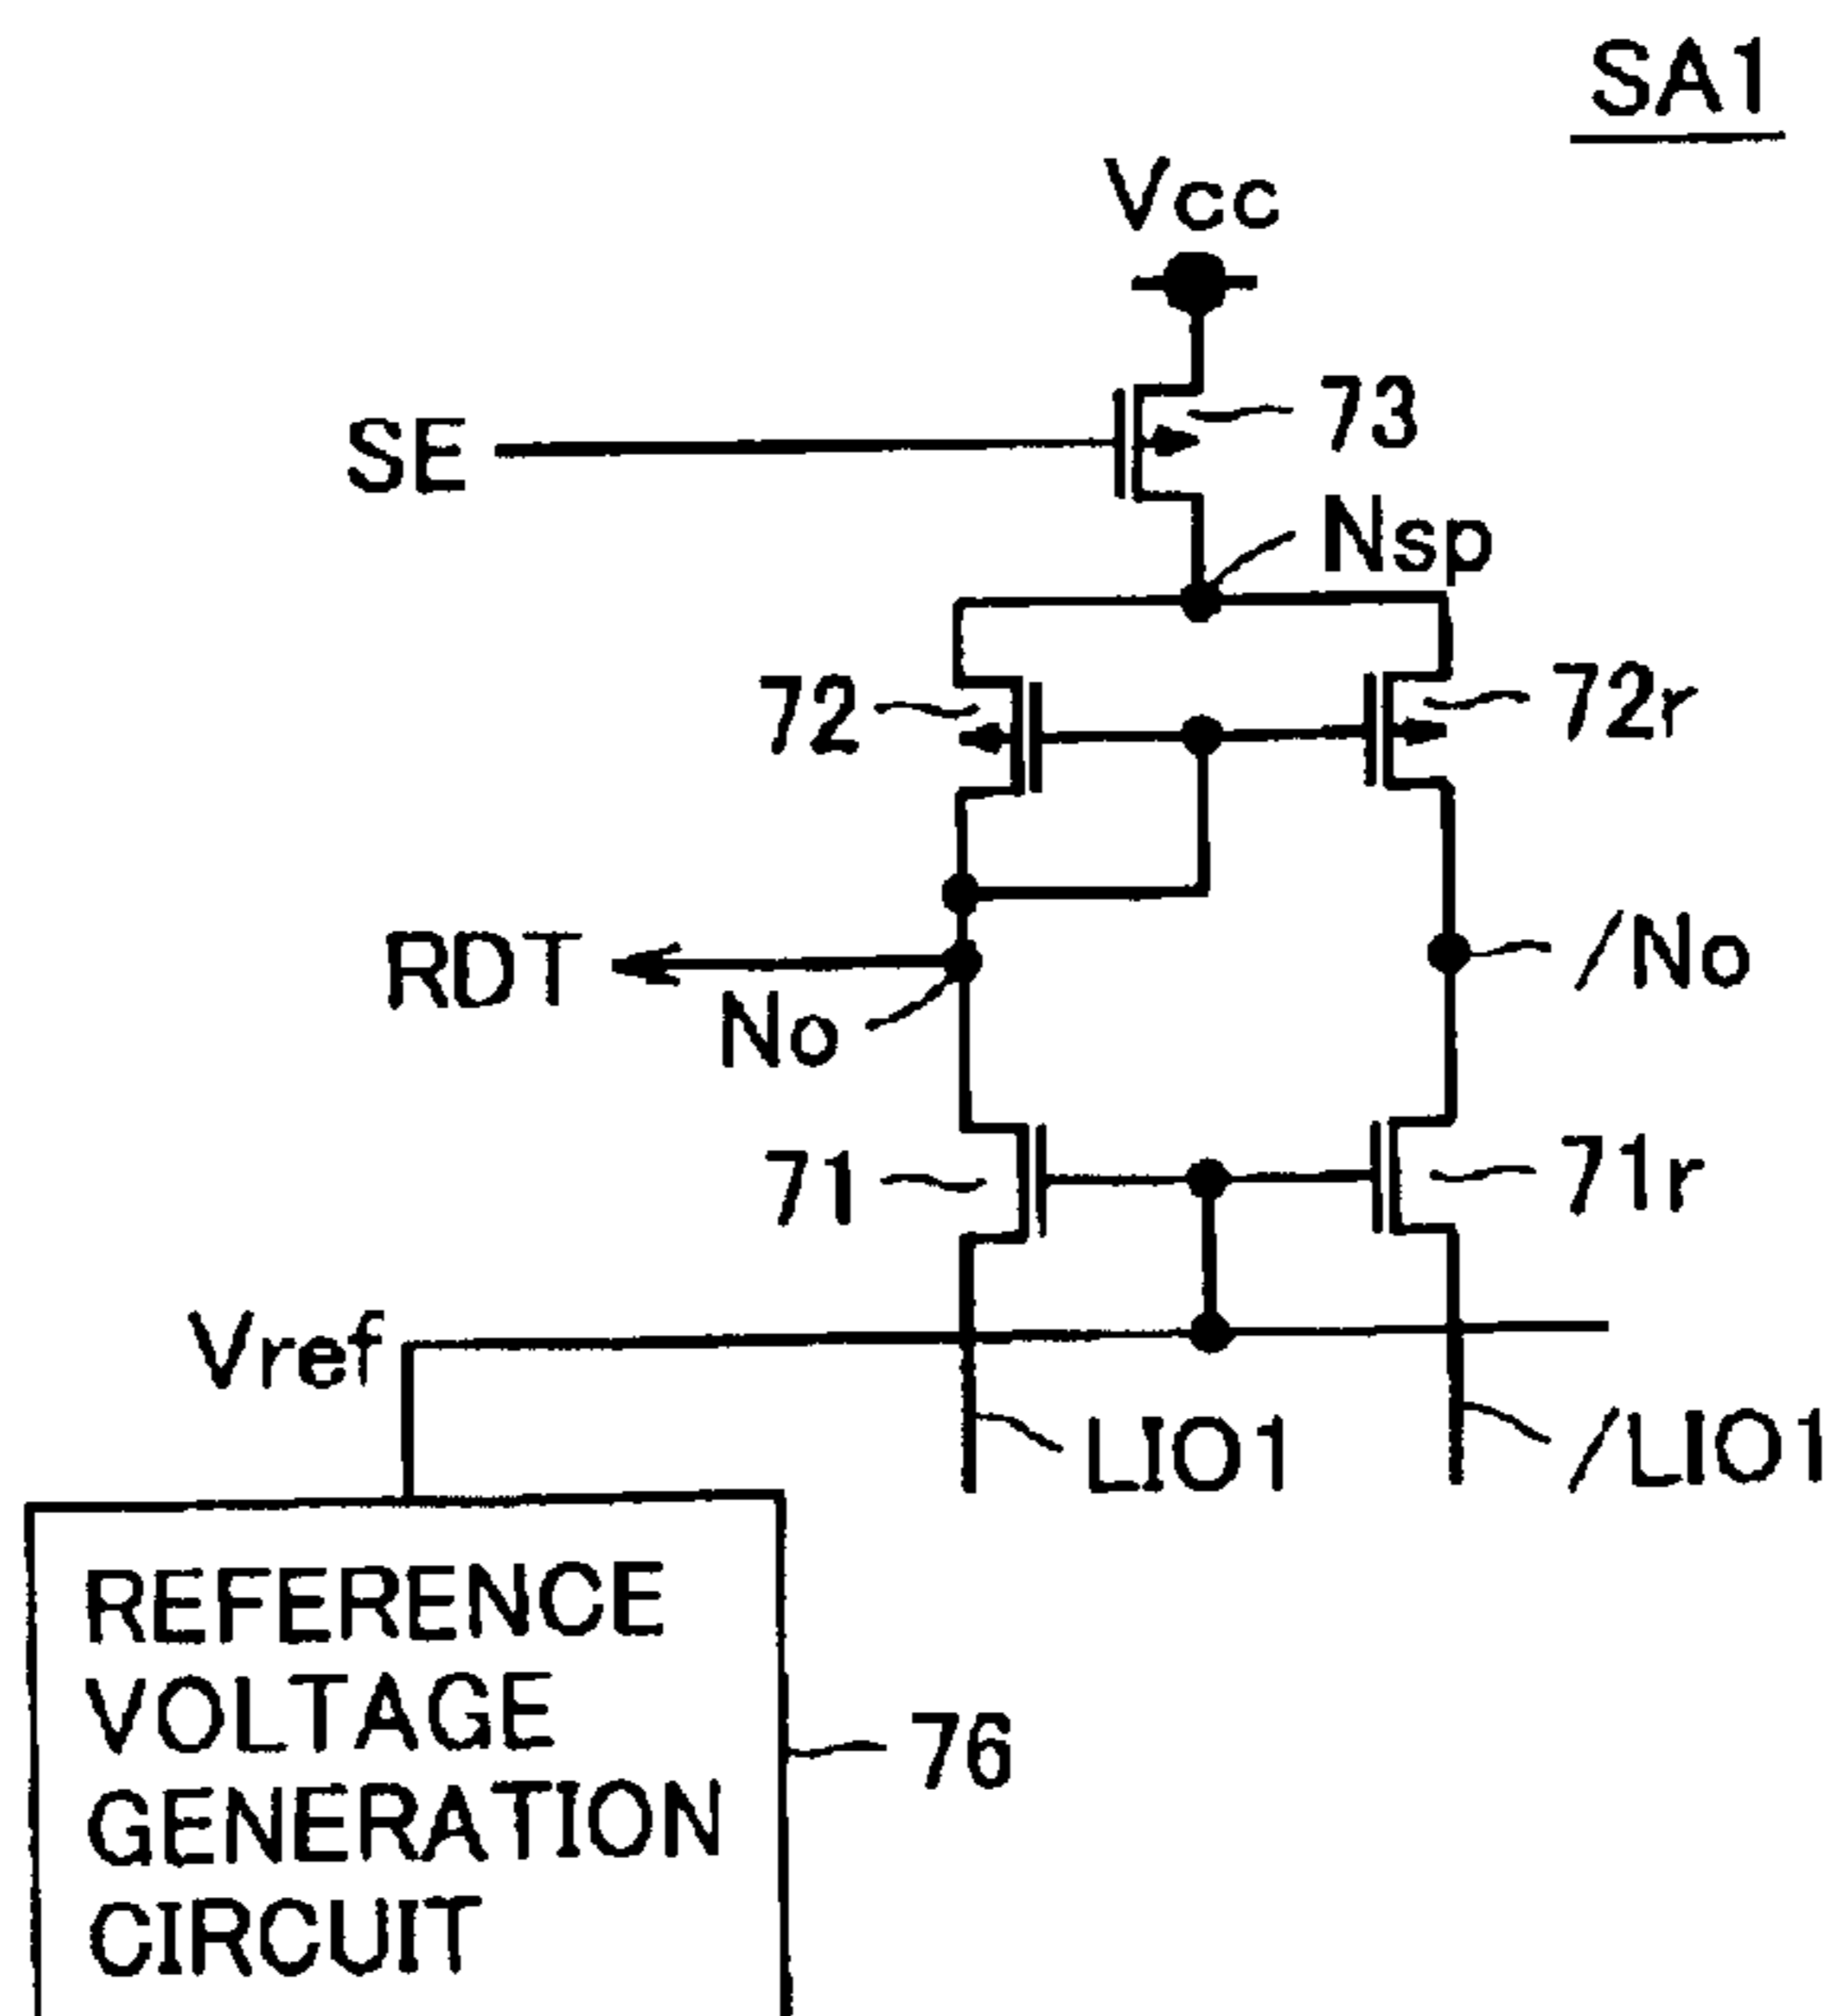 SA1
Vcc
73
SE
Nsp
72
72r
RDT
/No
No
71
71r
Vref
LIO1
/LIO1
REFERENCE
VOLTAGE
GENERATION
CIRCUIT
76